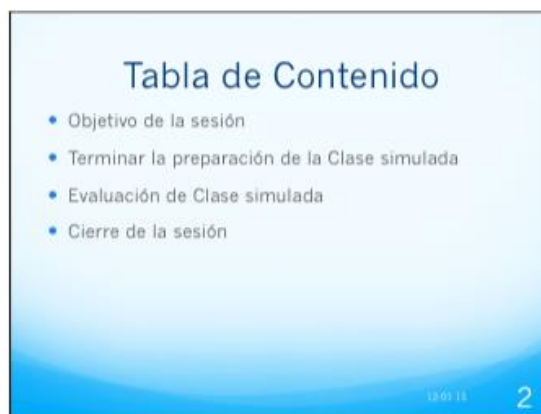 Tabla de Contenido
Objetivo de la sesión
Terminar la preparación de la Clase simulada
Evaluación de Clase simulada
Cierre de la sesión
2